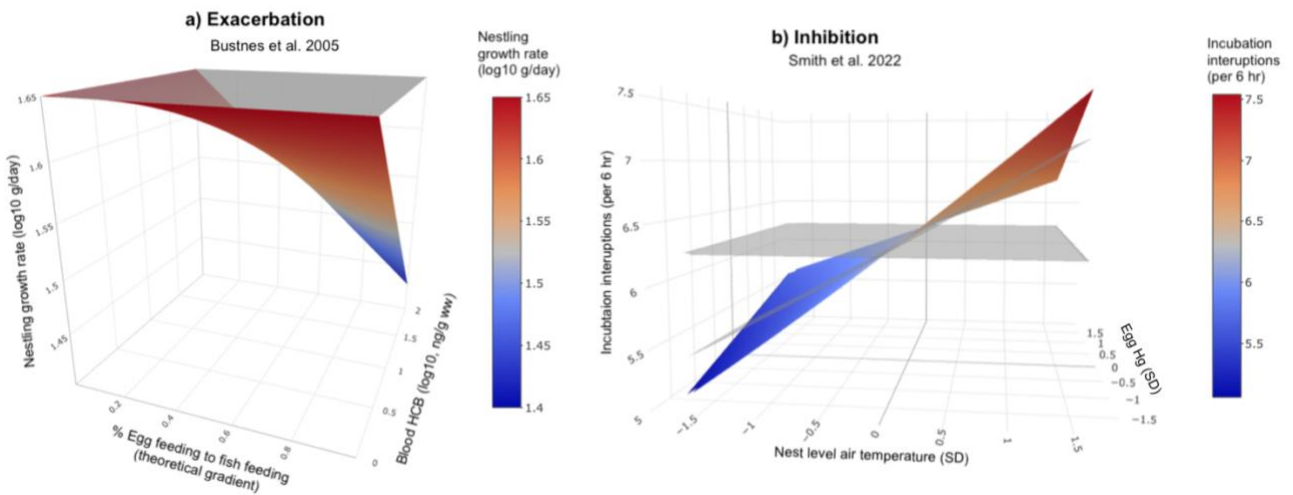 a) Exacerbation
Bustnes et al. 2005
Nestling
growth rate
(log10 g/day)
1.65
1.6
1.55
1.5
1.45
1.4
Nestling growth rate (log10 g/day)
1.65
1.6
1.55
1.5
1.45
0.2
0.4
0.6
0.8
% Egg feeding to fish feeding
(theoretical gradient)
2
1.5
1
0.5
0
Blood HCB (log10, ng/g ww)
b) Inhibition
Smith et al. 2022
Incubation
interuptions
(per 6 hr)
7.5
7
6.5
6
5.5
Incubtaion interuptions (per 6 hr)
7.5
7
6.5
6
5.5
5
−1.5
−1
−0.5
0
0.5
1
1.5
Nest level air temperature (SD)
1.5
1
0.5
0
−0.5
−1
−1.5
Egg Hg (SD)